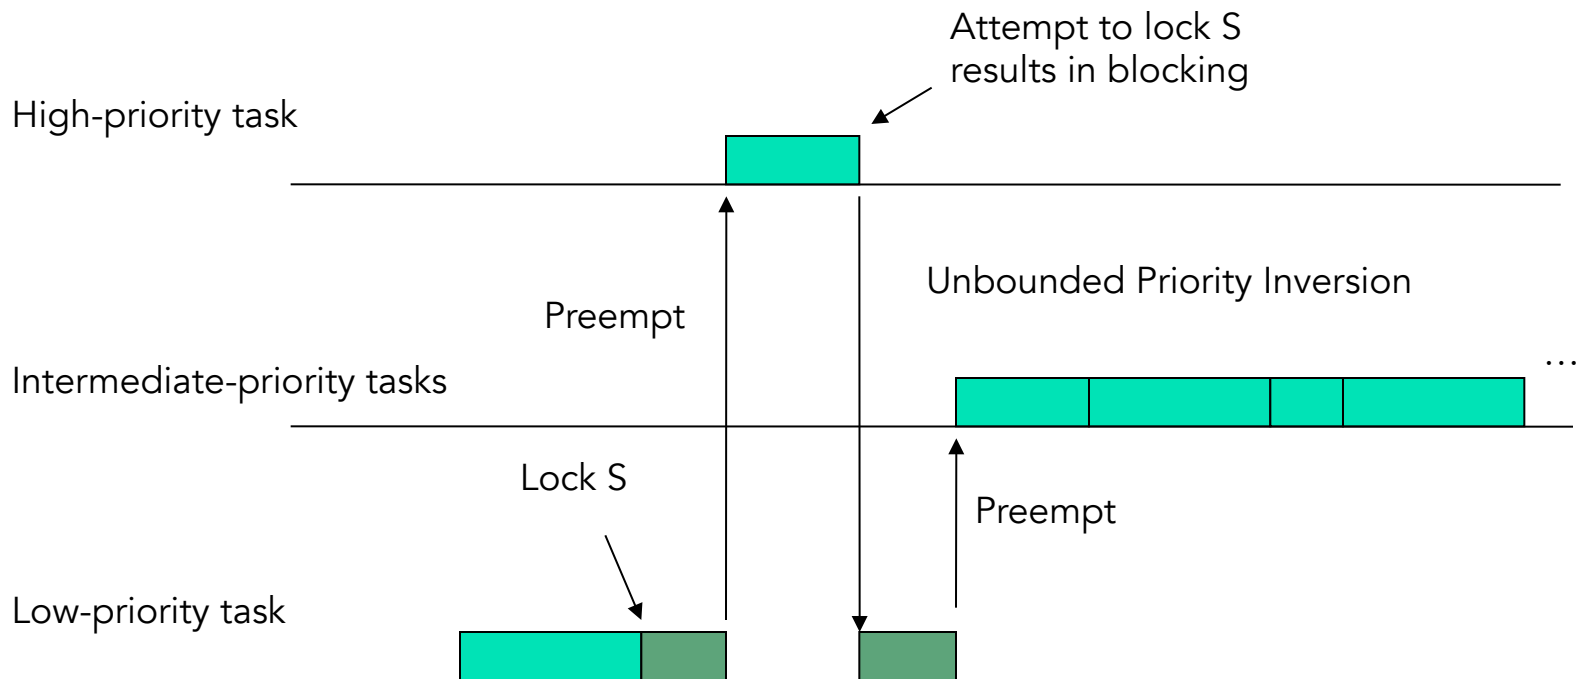 Attempt to lock S
results in blocking
High-priority task
Unbounded Priority Inversion
Preempt
Intermediate-priority tasks
...
Lock S
Preempt
Low-priority task